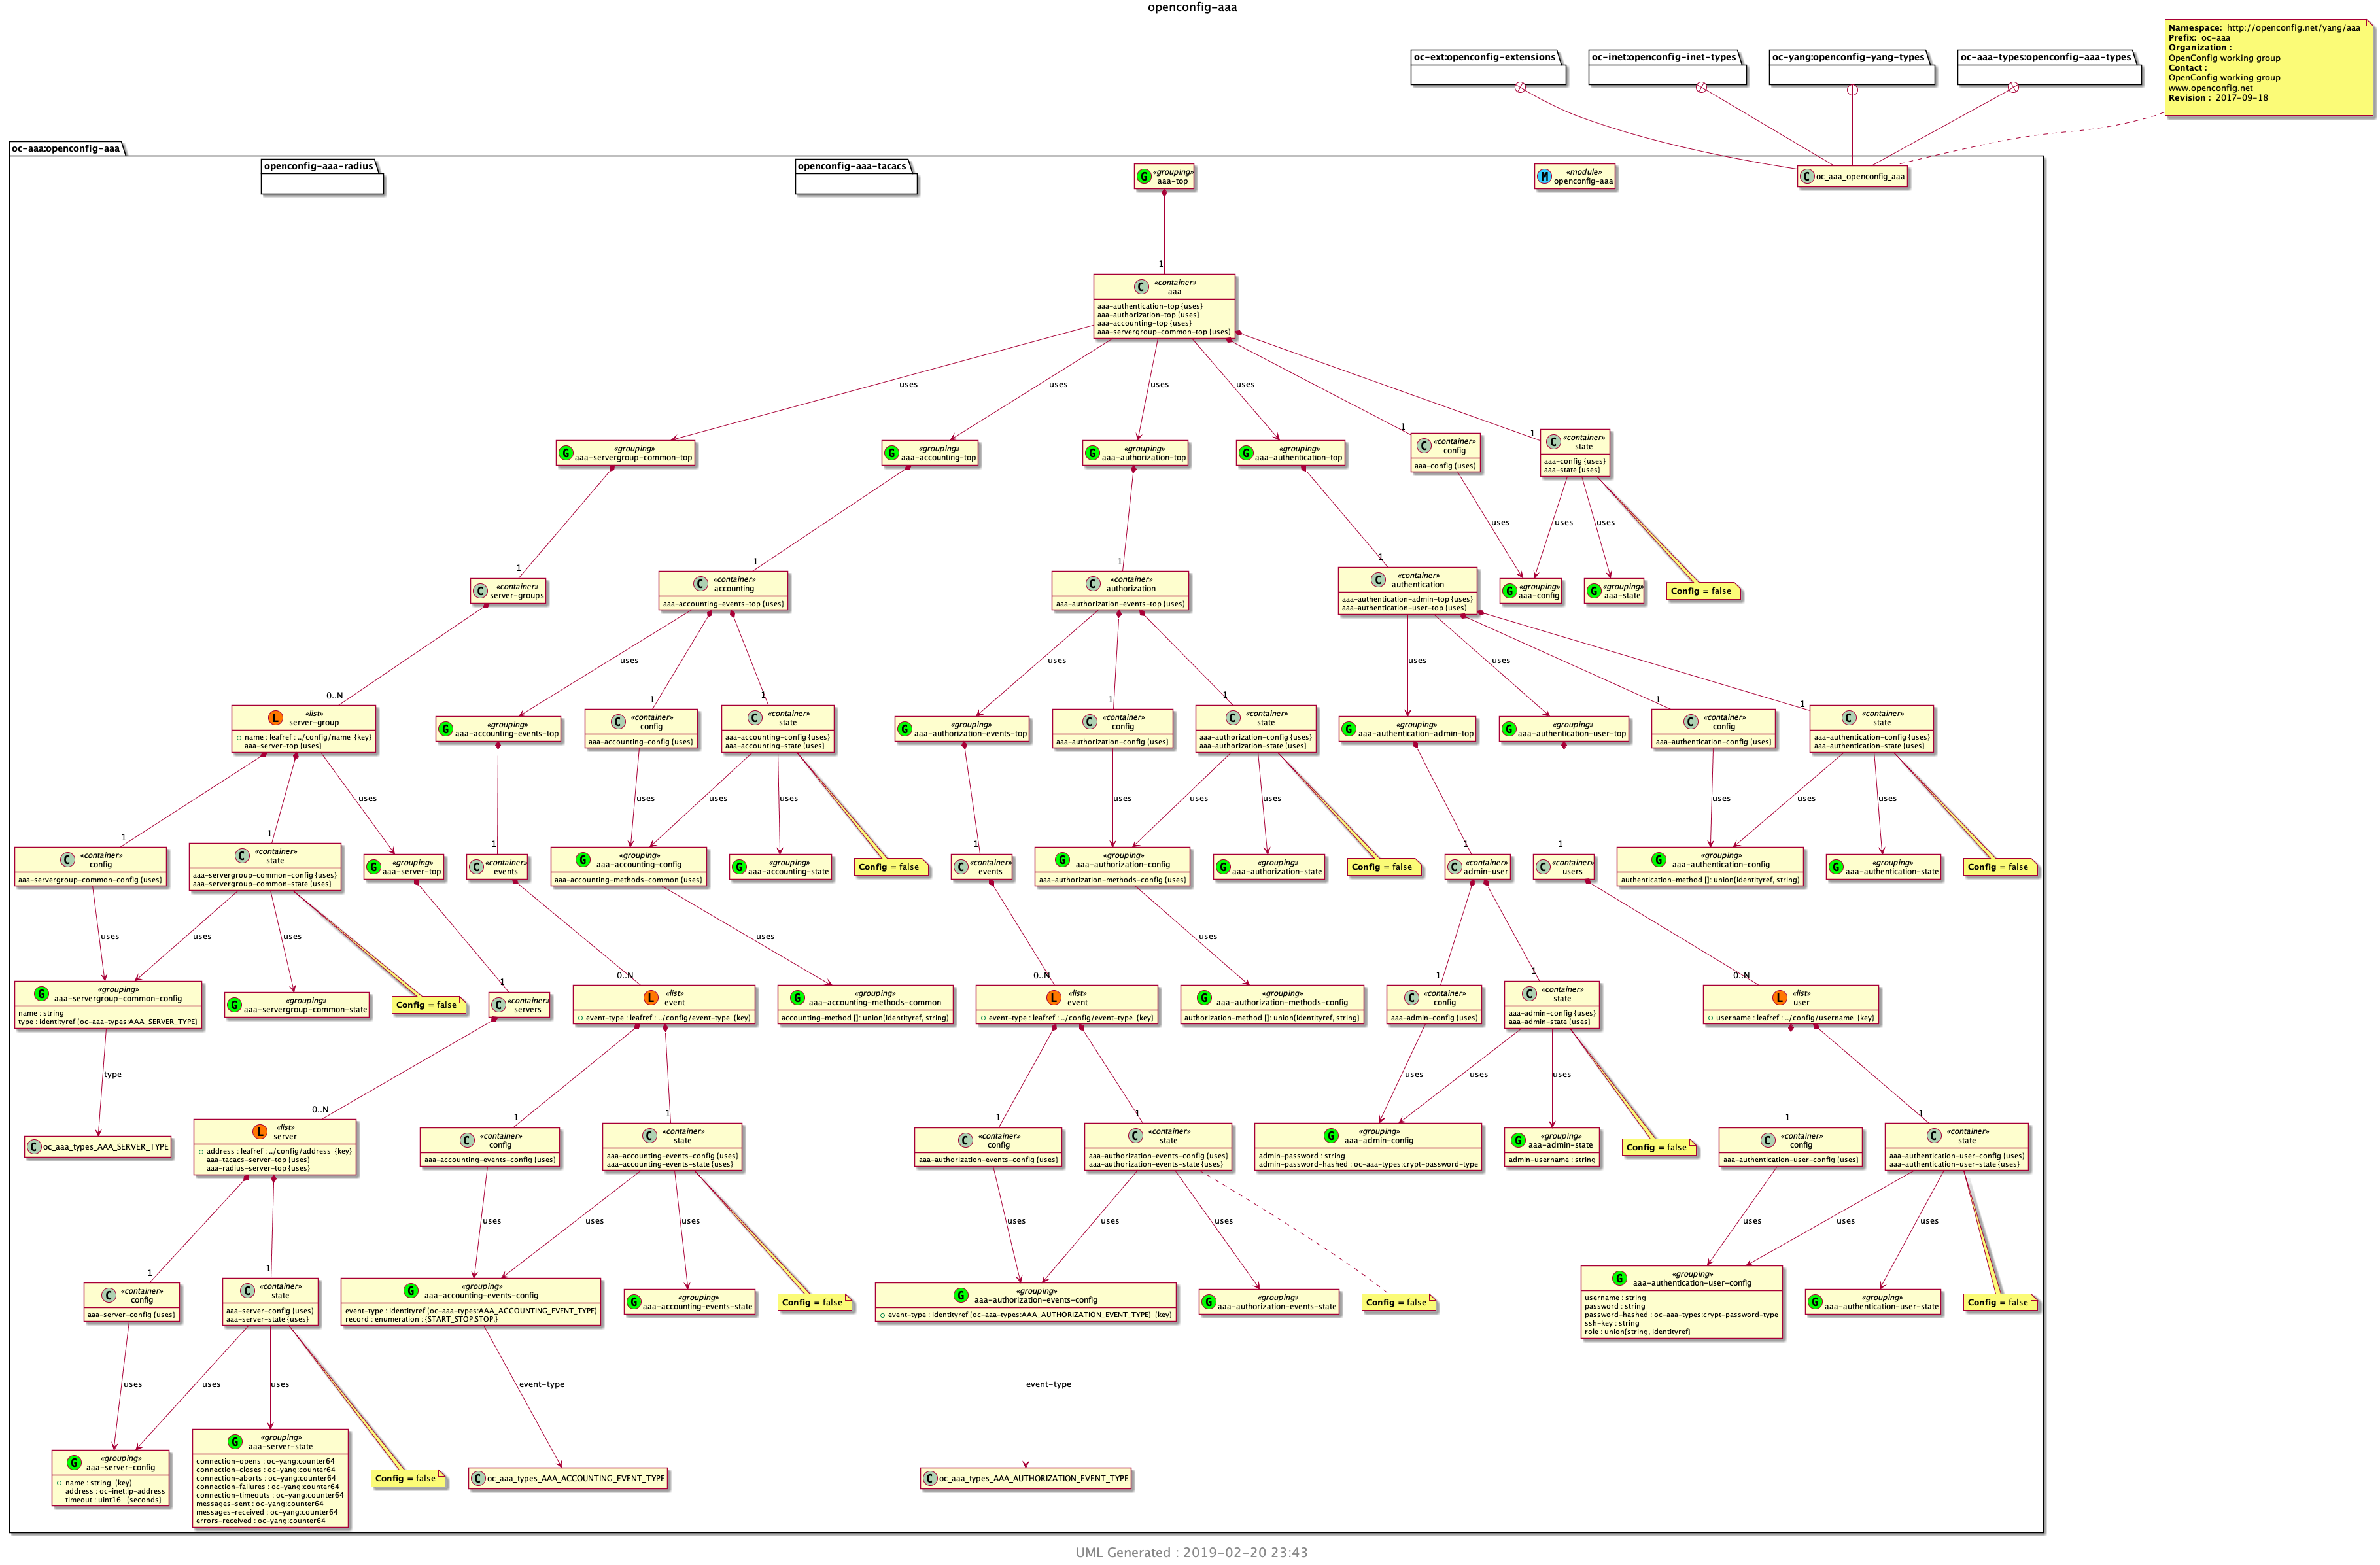 openconfig-aaa
Namespace: http://openconfig.net/yang/aaa
Prefix: oc-aaa
Organization :
OpenConfig working group
Contact :
OpenConfig working group
www.openconfig.net
Revision : 2017-09-18
oc-ext:openconfig-extensions
oc-inet:openconfig-inet-types
oc-yang:openconfig-yang-types
oc-aaa-types:openconfig-aaa-types
oc-aaa:openconfig-aaa
openconfig-aaa-radius
openconfig-aaa-tacacs
G «grouping»
aaa-top
M «module»
openconfig-aaa
C oc_aaa_openconfig_aaa
1
C «container»
aaa
aaa-authentication-top {uses}
aaa-authorization-top {uses}
aaa-accounting-top {uses}
aaa-servergroup-common-top {uses}
uses
uses
uses
uses
1
1
G «grouping»
aaa-servergroup-common-top
G «grouping»
aaa-accounting-top
G «grouping»
aaa-authorization-top
G «grouping»
aaa-authentication-top
C «container»
config
aaa-config {uses}
C «container»
state
aaa-config {uses}
aaa-state {uses}
uses
uses
uses
1
1
1
1
C «container»
server-groups
C «container»
accounting
aaa-accounting-events-top {uses}
C «container»
authorization
aaa-authorization-events-top {uses}
C «container»
authentication
aaa-authentication-admin-top {uses}
aaa-authentication-user-top {uses}
G «grouping»
aaa-config
G «grouping»
aaa-state
Config = false
uses
uses
uses
uses
0..N
1
1
1
1
1
1
L «list»
server-group
name : leafref : ../config/name {key}
aaa-server-top {uses}
G «grouping»
aaa-accounting-events-top
C «container»
config
aaa-accounting-config {uses}
C «container»
state
aaa-accounting-config {uses}
aaa-accounting-state {uses}
G «grouping»
aaa-authorization-events-top
C «container»
config
aaa-authorization-config {uses}
C «container»
state
aaa-authorization-config {uses}
aaa-authorization-state {uses}
G «grouping»
aaa-authentication-admin-top
G «grouping»
aaa-authentication-user-top
C «container»
config
aaa-authentication-config {uses}
C «container»
state
aaa-authentication-config {uses}
aaa-authentication-state {uses}
uses
uses
uses
uses
uses
uses
uses
uses
uses
uses
1
1
1
1
1
1
C «container»
config
aaa-servergroup-common-config {uses}
C «container»
state
aaa-servergroup-common-config {uses}
aaa-servergroup-common-state {uses}
G «grouping»
aaa-server-top
C «container»
events
G «grouping»
aaa-accounting-config
aaa-accounting-methods-common {uses}
G «grouping»
aaa-accounting-state
Config = false
C «container»
events
G «grouping»
aaa-authorization-config
aaa-authorization-methods-config {uses}
G «grouping»
aaa-authorization-state
Config = false
C «container»
admin-user
C «container»
users
G «grouping»
aaa-authentication-config
authentication-method []: union{identityref, string}
G «grouping»
aaa-authentication-state
Config = false
uses
uses
uses
uses
uses
1
0..N
0..N
1
1
0..N
G «grouping»
aaa-servergroup-common-config
name : string
type : identityref {oc-aaa-types:AAA_SERVER_TYPE}
G «grouping»
aaa-servergroup-common-state
Config = false
C «container»
servers
L «list»
event
event-type : leafref : ../config/event-type {key}
G «grouping»
aaa-accounting-methods-common
accounting-method []: union{identityref, string}
L «list»
event
event-type : leafref : ../config/event-type {key}
G «grouping»
aaa-authorization-methods-config
authorization-method []: union{identityref, string}
C «container»
config
aaa-admin-config {uses}
C «container»
state
aaa-admin-config {uses}
aaa-admin-state {uses}
L «list»
user
username : leafref : ../config/username {key}
type
uses
uses
uses
0..N
1
1
1
1
1
1
C oc_aaa_types_AAA_SERVER_TYPE
L «list»
server
address : leafref : ../config/address {key}
aaa-tacacs-server-top {uses}
aaa-radius-server-top {uses}
C «container»
config
aaa-accounting-events-config {uses}
C «container»
state
aaa-accounting-events-config {uses}
aaa-accounting-events-state {uses}
C «container»
config
aaa-authorization-events-config {uses}
C «container»
state
aaa-authorization-events-config {uses}
aaa-authorization-events-state {uses}
G «grouping»
aaa-admin-config
admin-password : string
admin-password-hashed : oc-aaa-types:crypt-password-type
G «grouping»
aaa-admin-state
admin-username : string
Config = false
C «container»
config
aaa-authentication-user-config {uses}
C «container»
state
aaa-authentication-user-config {uses}
aaa-authentication-user-state {uses}
uses
uses
uses
uses
uses
uses
uses
uses
uses
1
1
C «container»
config
aaa-server-config {uses}
C «container»
state
aaa-server-config {uses}
aaa-server-state {uses}
G «grouping»
aaa-accounting-events-config
event-type : identityref {oc-aaa-types:AAA_ACCOUNTING_EVENT_TYPE}
record : enumeration : {START_STOP,STOP,}
G «grouping»
aaa-accounting-events-state
Config = false
G «grouping»
aaa-authorization-events-config
event-type : identityref {oc-aaa-types:AAA_AUTHORIZATION_EVENT_TYPE} {key}
G «grouping»
aaa-authorization-events-state
Config = false
G «grouping»
aaa-authentication-user-config
username : string
password : string
password-hashed : oc-aaa-types:crypt-password-type
ssh-key : string
role : union{string, identityref}
G «grouping»
aaa-authentication-user-state
Config = false
uses
uses
uses
event-type
event-type
G «grouping»
aaa-server-config
name : string {key}
address : oc-inet:ip-address
timeout : uint16 {seconds}
G «grouping»
aaa-server-state
connection-opens : oc-yang:counter64
connection-closes : oc-yang:counter64
connection-aborts : oc-yang:counter64
connection-failures : oc-yang:counter64
connection-timeouts : oc-yang:counter64
messages-sent : oc-yang:counter64
messages-received : oc-yang:counter64
errors-received : oc-yang:counter64
Config = false
C oc_aaa_types_AAA_ACCOUNTING_EVENT_TYPE
C oc_aaa_types_AAA_AUTHORIZATION_EVENT_TYPE
UML Generated : 2019-02-20 23:43